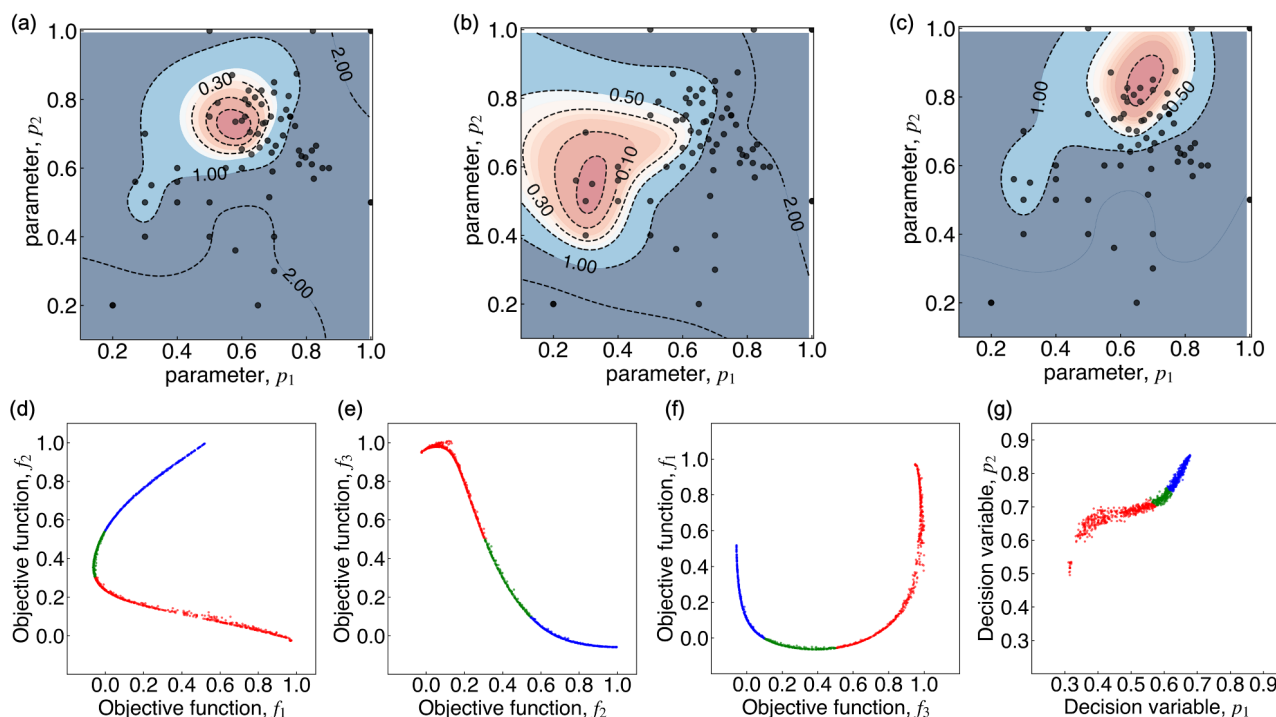 (a)
(b)
(c)
1.0
0.8
0.6
0.4
0.2
parameter, p2
0.30
1.00
2.00
2.00
0.2 0.4 0.6 0.8 1.0
parameter, p1
1.0
0.8
0.6
0.4
0.2
parameter, p2
0.50
0.10
0.30
1.00
2.00
0.2 0.4 0.6 0.8 1.0
parameter, p1
1.0
0.8
0.6
0.4
0.2
parameter, p2
1.00
0.50
0.2 0.4 0.6 0.8 1.0
parameter, p1
(d)
(e)
(f)
(g)
1.0
0.8
0.6
0.4
0.2
0.0
Objective function, f2
0.0 0.2 0.4 0.6 0.8 1.0
Objective function, f1
1.0
0.8
0.6
0.4
0.2
0.0
Objective function, f3
0.0 0.2 0.4 0.6 0.8 1.0
Objective function, f2
1.0
0.8
0.6
0.4
0.2
0.0
Objective function, f1
0.0 0.2 0.4 0.6 0.8 1.0
Objective function, f3
0.9
0.8
0.7
0.6
0.5
0.4
0.3
Decision variable, p2
0.3 0.4 0.5 0.6 0.7 0.8 0.9
Decision variable, p1